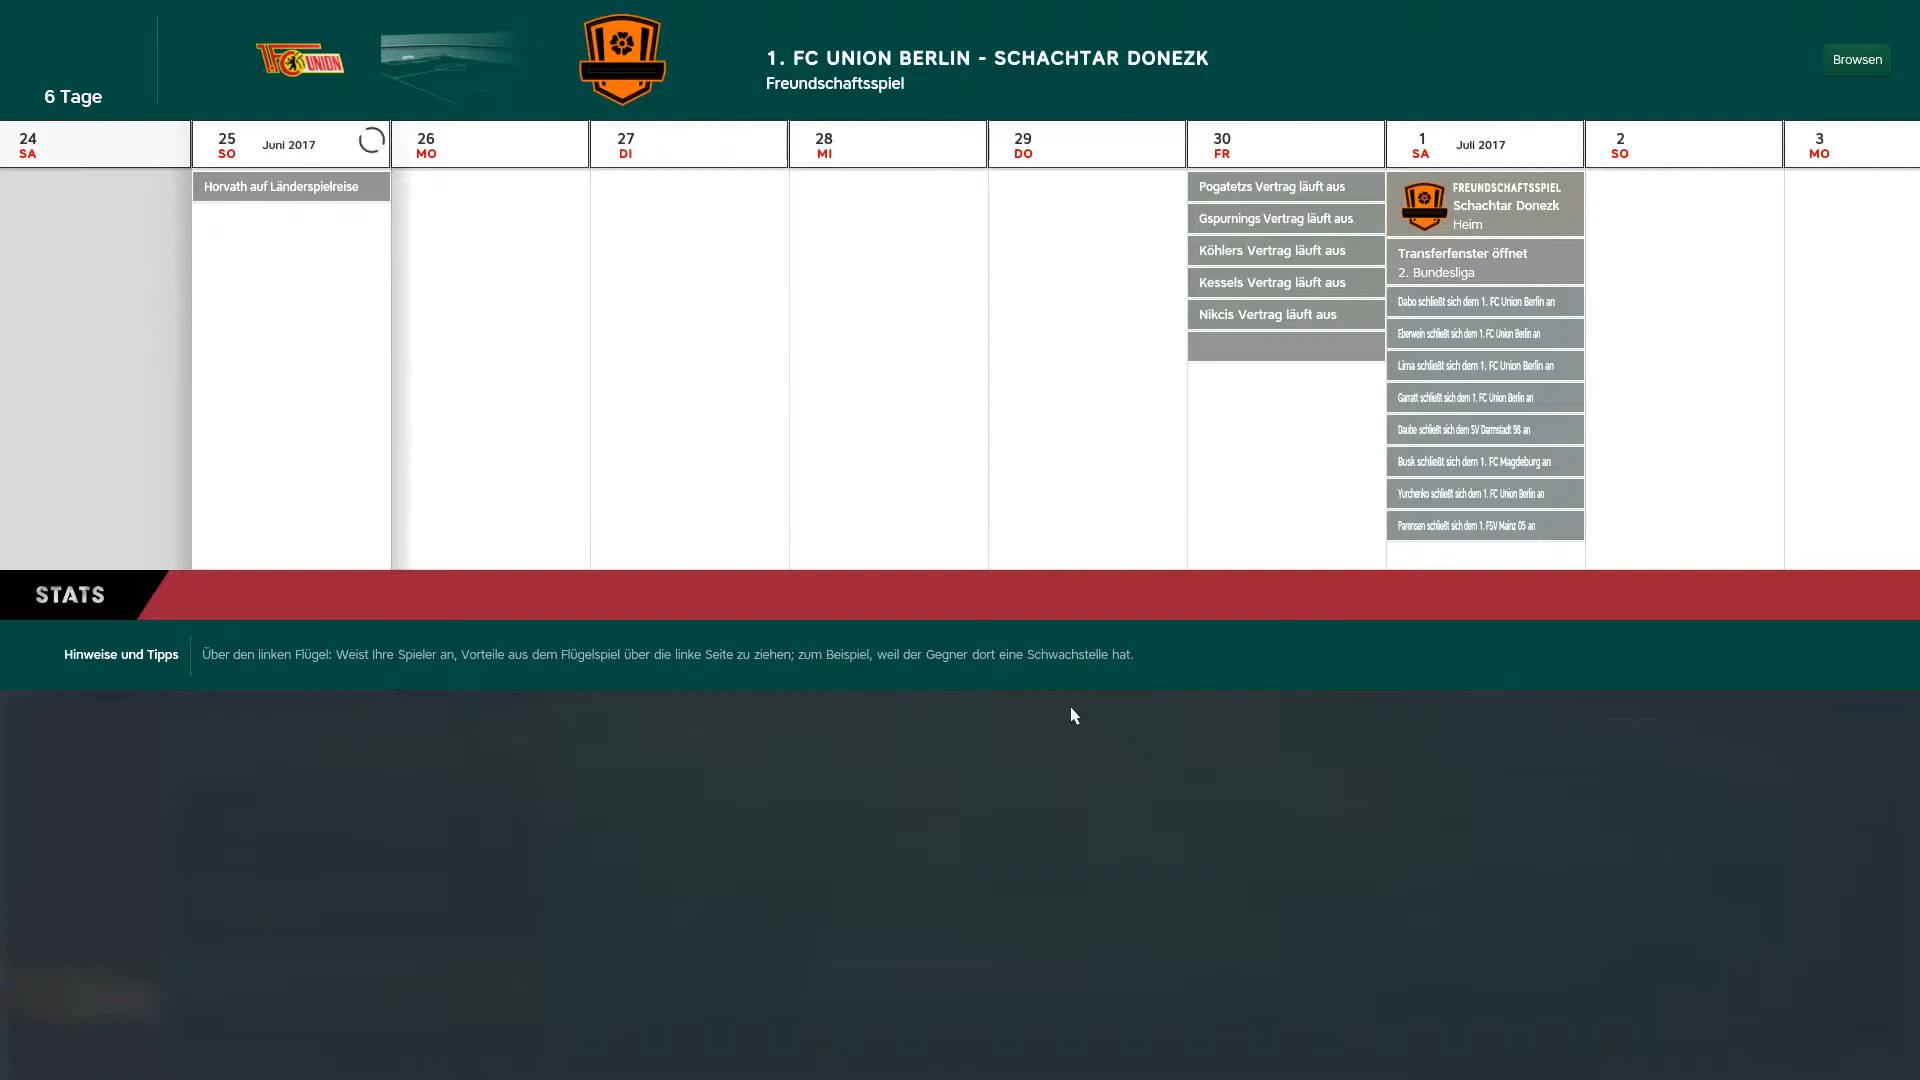 6 Tage
1. FC UNION BERLIN - SCHACHTAR DONEZK
Freundschaftsspiel
Browsen
24
SA
25
SO
Juni 2017
26
MO
27
DI
28
MI
29
DO
30
FR
1
SA
Juli 2017
2
SO
3
MO
Horvath auf Länderspielreise
Pogatetzs Vertrag läuft aus
Gspurnings Vertrag läuft aus
Köhlers Vertrag läuft aus
Kessels Vertrag läuft aus
Nikcis Vertrag läuft aus
FREUNDSCHAFTSSPIEL
Schachtar Donezk
Heim
Transferfenster öffnet
2. Bundesliga
Dabo schließt sich dem 1. FC Union Berlin an
Eberwein schließt sich dem 1. FC Union Berlin an
Lima schließt sich dem 1. FC Union Berlin an
Garratt schließt sich dem 1. FC Union Berlin an
Daube schließt sich dem SV Darmstadt 98 an
Busk schließt sich dem 1. FC Magdeburg an
Yurchenko schließt sich dem 1. FC Union Berlin an
Parensen schließt sich dem 1. FSV Mainz 05 an
STATS
Hinweise und Tipps
Über den linken Flügel: Weist Ihre Spieler an, Vorteile aus dem Flügelspiel über die linke Seite zu ziehen; zum Beispiel, weil der Gegner dort eine Schwachstelle hat.
1.FC UNION